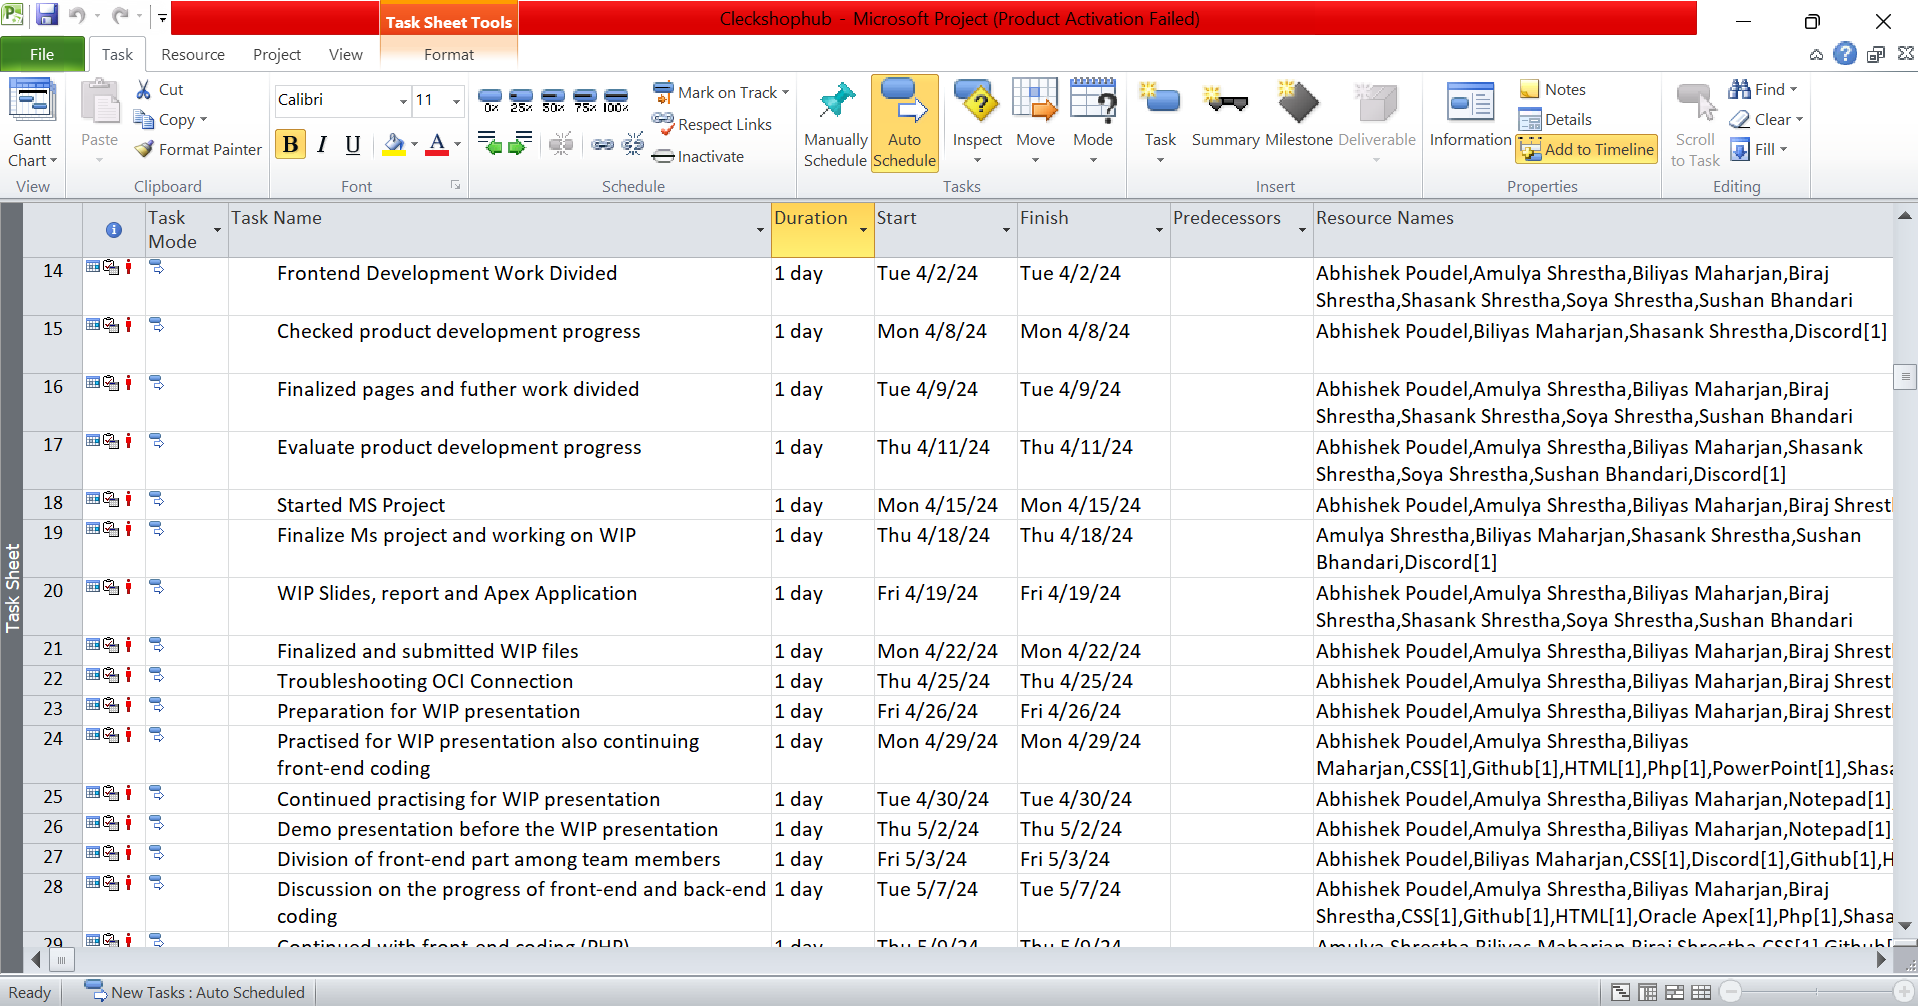 Task Sheet Tools
Cleckshophub - Microsoft Project (Product Activation Failed)
File Task Resource Project View Format
Gantt Chart
View
Paste
Cut
Copy
Format Painter
Clipboard
Calibri 11
B I U A
Font
0% 25% 50% 75% 100%
Mark on Track
Respect Links
Inactivate
Schedule
Manually Schedule
Auto Schedule
Inspect
Move
Mode
Tasks
Task
Summary
Milestone
Deliverable
Insert
Information
Notes
Details
Add to Timeline
Properties
Scroll to Task
Find
Clear
Fill
Editing
Task Sheet
Task Mode Task Name Duration Start Finish Predecessors Resource Names
14 Frontend Development Work Divided 1 day Tue 4/2/24 Tue 4/2/24 Abhishek Poudel,Amulya Shrestha,Biliyas Maharjan,Biraj
Shrestha,Shasank Shrestha,Soya Shrestha,Sushan Bhandari
15 Checked product development progress 1 day Mon 4/8/24 Mon 4/8/24 Abhishek Poudel,Biliyas Maharjan,Shasank Shrestha,Discord[1]
16 Finalized pages and futher work divided 1 day Tue 4/9/24 Tue 4/9/24 Abhishek Poudel,Amulya Shrestha,Biliyas Maharjan,Biraj
Shrestha,Shasank Shrestha,Soya Shrestha,Sushan Bhandari
17 Evaluate product development progress 1 day Thu 4/11/24 Thu 4/11/24 Abhishek Poudel,Amulya Shrestha,Biliyas Maharjan,Shasank
Shrestha,Soya Shrestha,Sushan Bhandari,Discord[1]
18 Started MS Project 1 day Mon 4/15/24 Mon 4/15/24 Abhishek Poudel,Amulya Shrestha,Biliyas Maharjan,Biraj Shrest
19 Finalize Ms project and working on WIP 1 day Thu 4/18/24 Thu 4/18/24 Amulya Shrestha,Biliyas Maharjan,Shasank Shrestha,Sushan
Bhandari,Discord[1]
20 WIP Slides, report and Apex Application 1 day Fri 4/19/24 Fri 4/19/24 Abhishek Poudel,Amulya Shrestha,Biliyas Maharjan,Biraj
Shrestha,Shasank Shrestha,Soya Shrestha,Sushan Bhandari
21 Finalized and submitted WIP files 1 day Mon 4/22/24 Mon 4/22/24 Abhishek Poudel,Amulya Shrestha,Biliyas Maharjan,Biraj Shrest
22 Troubleshooting OCI Connection 1 day Thu 4/25/24 Thu 4/25/24 Abhishek Poudel,Amulya Shrestha,Biliyas Maharjan,Biraj Shrest
23 Preparation for WIP presentation 1 day Fri 4/26/24 Fri 4/26/24 Abhishek Poudel,Amulya Shrestha,Biliyas Maharjan,Biraj Shrest
24 Practised for WIP presentation also continuing 1 day Mon 4/29/24 Mon 4/29/24 Abhishek Poudel,Amulya Shrestha,Biliyas
front-end coding Maharjan,CSS[1],Github[1],HTML[1],Php[1],PowerPoint[1],Shasa
25 Continued practising for WIP presentation 1 day Tue 4/30/24 Tue 4/30/24 Abhishek Poudel,Amulya Shrestha,Biliyas Maharjan,Notepad[1],
26 Demo presentation before the WIP presentation 1 day Thu 5/2/24 Thu 5/2/24 Abhishek Poudel,Amulya Shrestha,Biliyas Maharjan,Notepad[1]
27 Division of front-end part among team members 1 day Fri 5/3/24 Fri 5/3/24 Abhishek Poudel,Biliyas Maharjan,CSS[1],Discord[1],Github[1],H
28 Discussion on the progress of front-end and back-end 1 day Tue 5/7/24 Tue 5/7/24 Abhishek Poudel,Amulya Shrestha,Biliyas Maharjan,Biraj
coding Shrestha,CSS[1],Github[1],HTML[1],Oracle Apex[1],Php[1],Shasa
29 Continued with front-end coding (PHP) 1 day Thu 5/9/24 Thu 5/9/24 Amulya Shrestha,Biliyas Maharjan,Biraj Shrestha,CSS[1],Github[
Ready New Tasks : Auto Scheduled